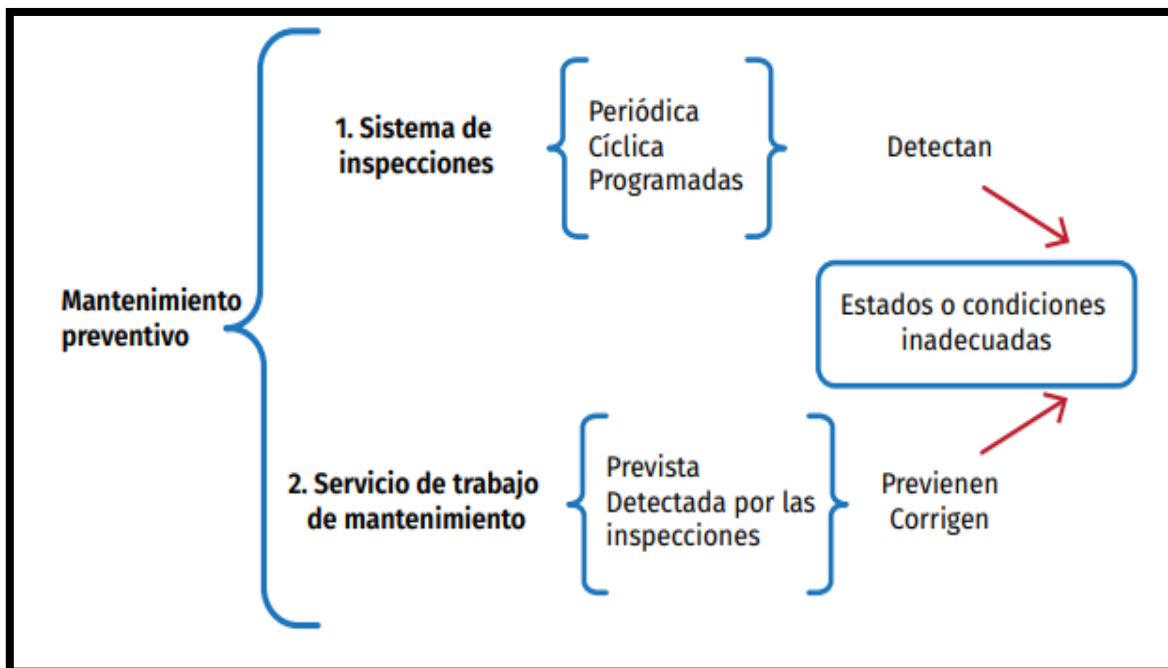 Mantenimiento
preventivo
1. Sistema de
inspecciones
Periódica
Cíclica
Programadas
Detectan
Estados o condiciones
inadecuadas
2. Servicio de trabajo
de mantenimiento
Prevista
Detectada por las
inspecciones
Previenen
Corrigen